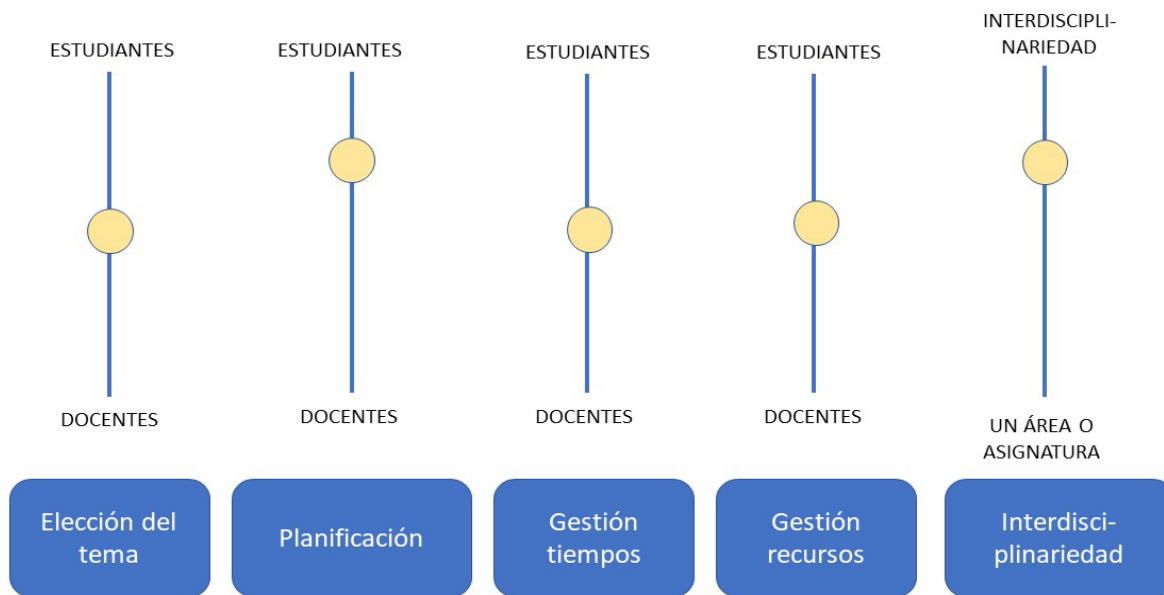 ESTUDIANTES
ESTUDIANTES
ESTUDIANTES
ESTUDIANTES
INTERDISCIPLI-
NARIEDAD
DOCENTES
DOCENTES
DOCENTES
DOCENTES
UN ÁREA O
ASIGNATURA
Elección del
tema
Planificación
Gestión
tiempos
Gestión
recursos
Interdisci-
plinariedad